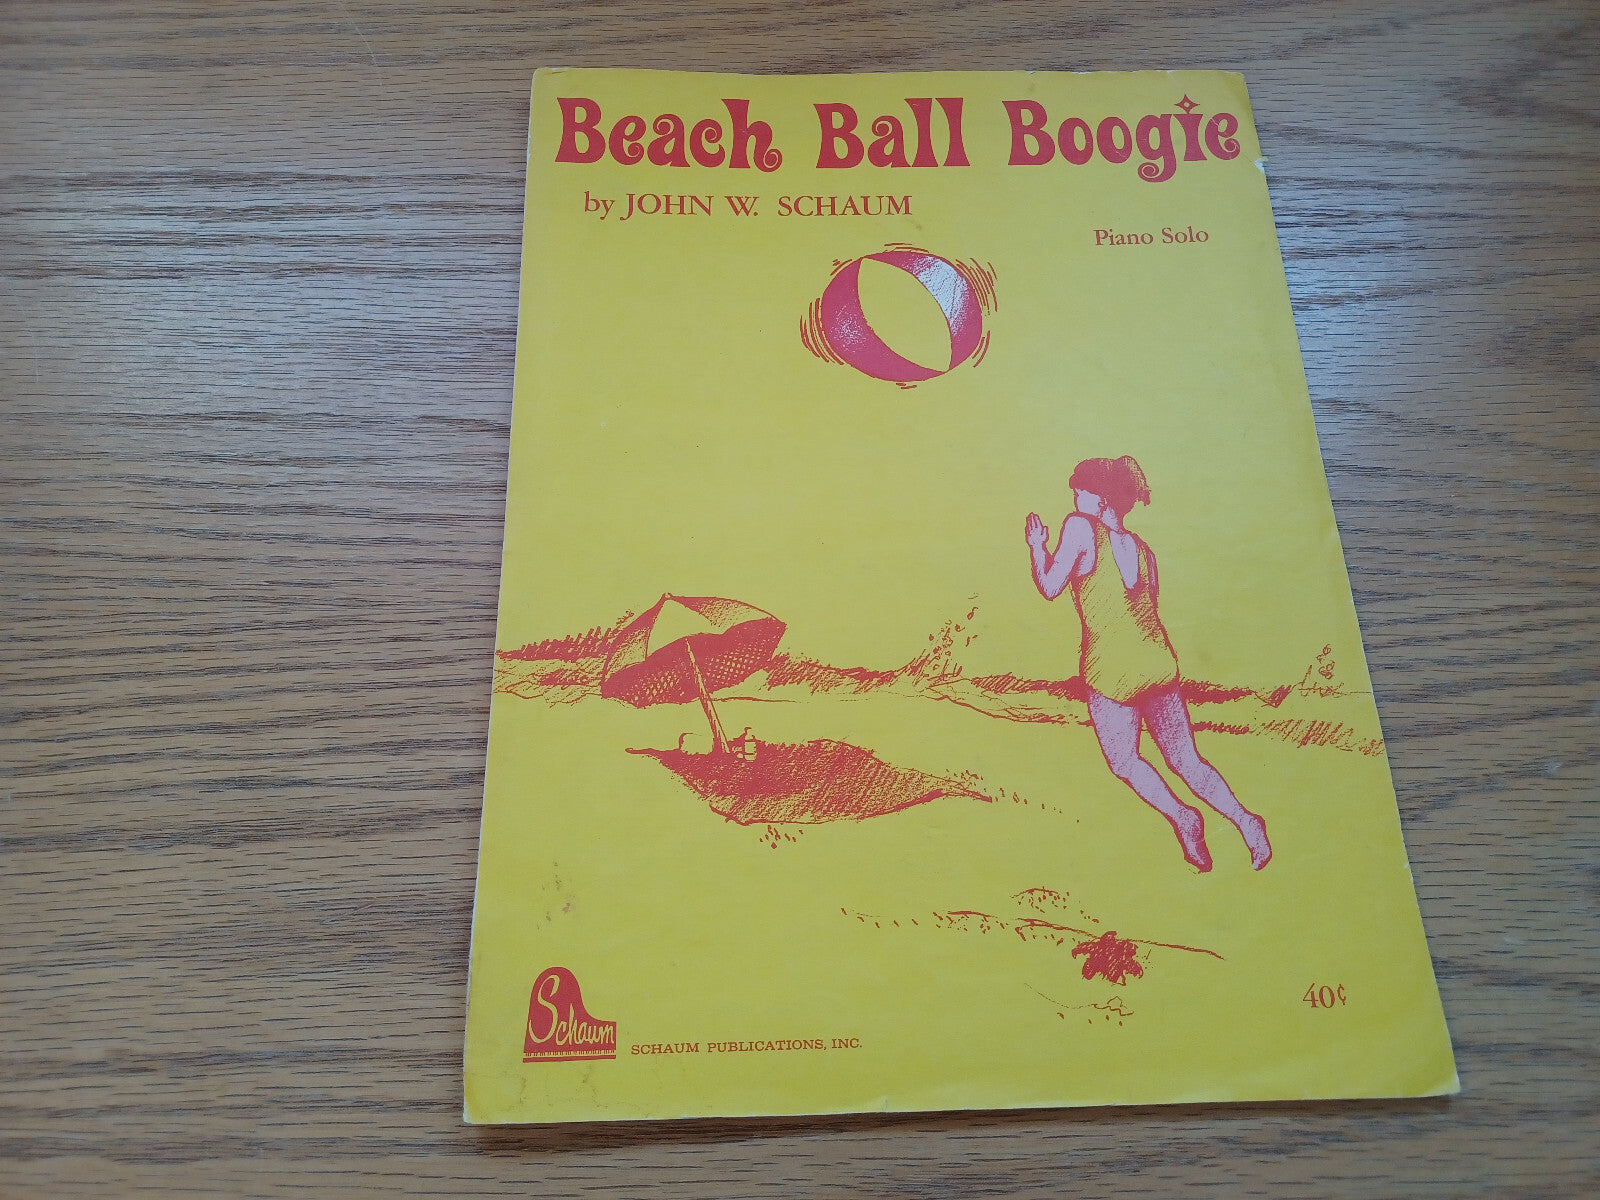 Beach Ball Boogie
by JOHN W. SCHAUM
Piano Solo
40¢
Schaum
SCHAUM PUBLICATIONS, INC.